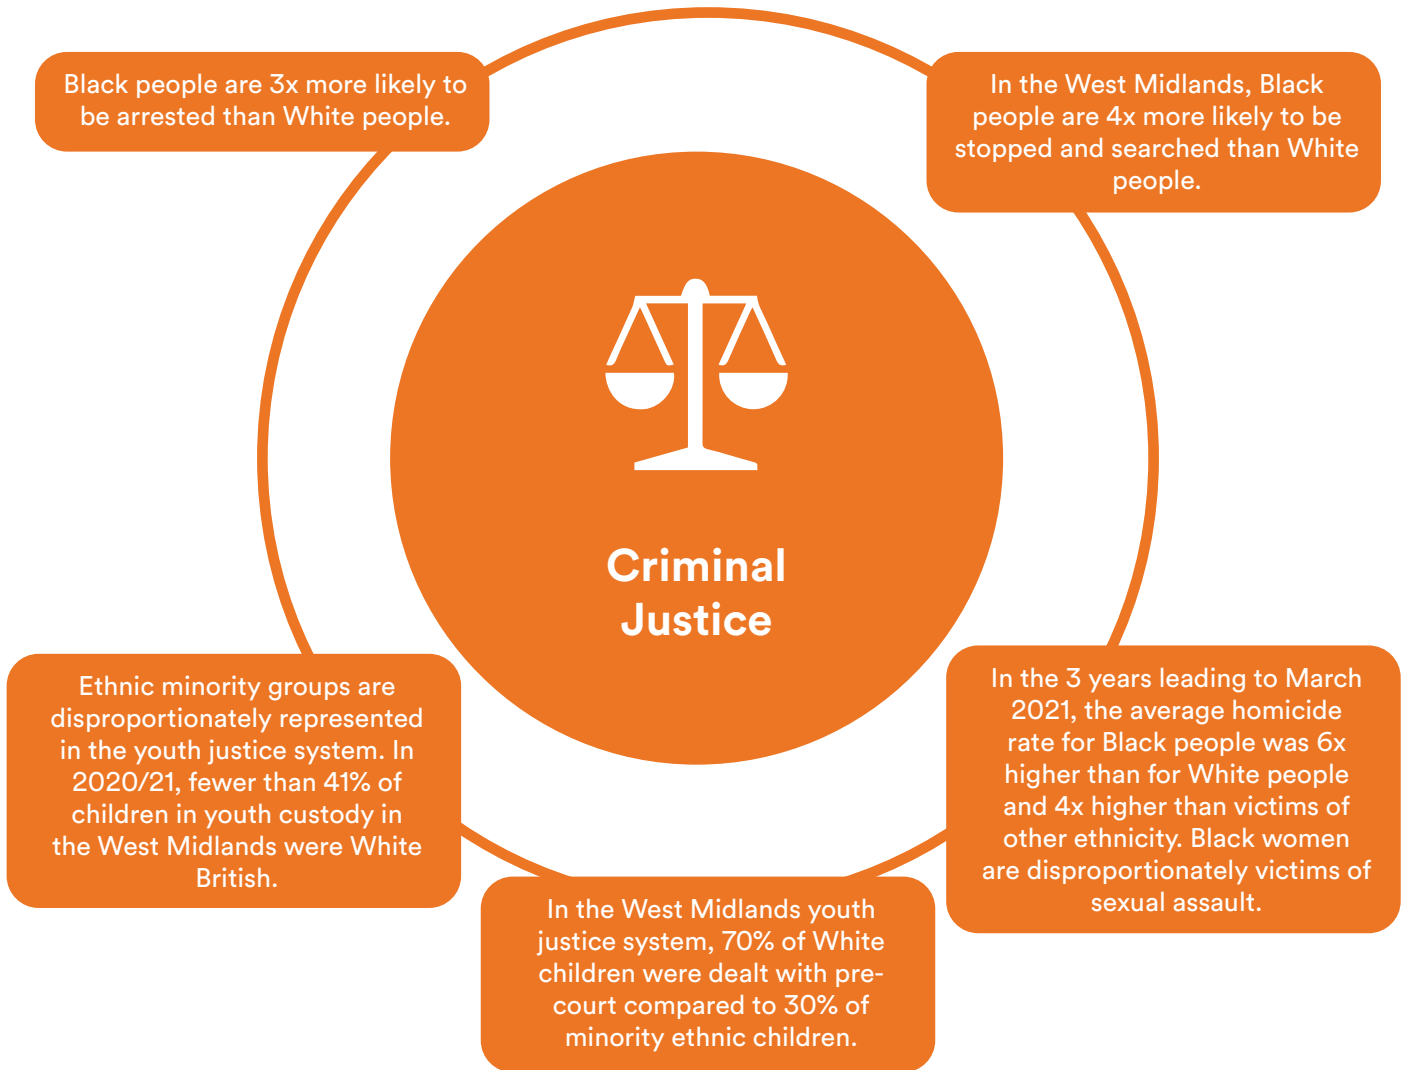 Black people are 3x more likely to
be arrested than White people.
In the West Midlands, Black
people are 4x more likely to be
stopped and searched than White
people.
Criminal
Justice
Ethnic minority groups are
disproportionately represented
in the youth justice system. In
2020/21, fewer than 41% of
children in youth custody in
the West Midlands were White
British.
In the 3 years leading to March
2021, the average homicide
rate for Black people was 6x
higher than for White people
and 4x higher than victims of
other ethnicity. Black women
are disproportionately victims of
sexual assault.
In the West Midlands youth
justice system, 70% of White
children were dealt with pre-
court compared to 30% of
minority ethnic children.